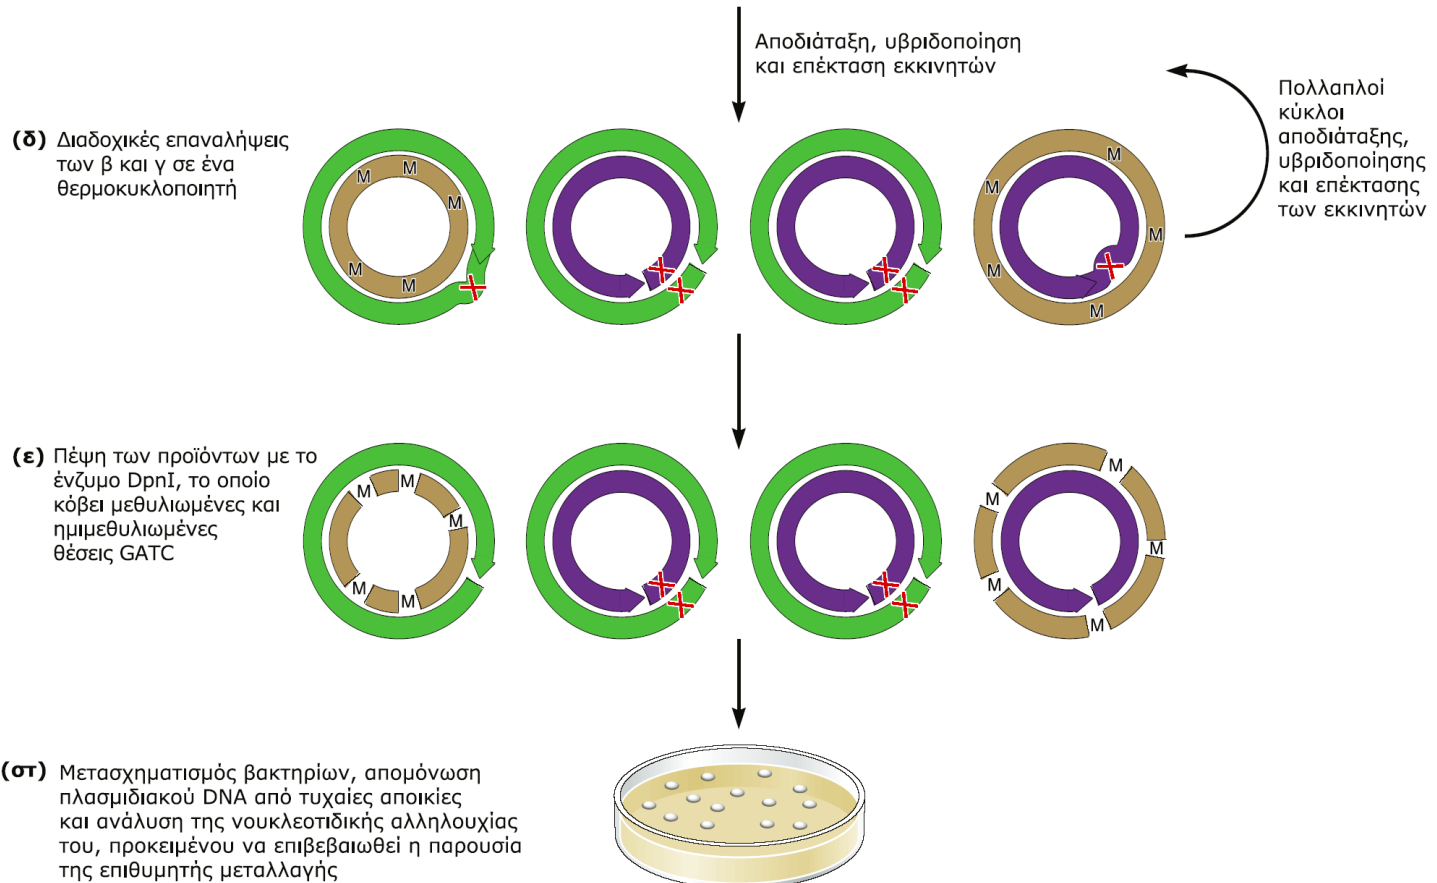 Αποδιάταξη, υβριδοποίηση
και επέκταση εκκινητών
Πολλαπλοί
κύκλοι
αποδιάταξης,
υβριδοποίησης
και επέκτασης
των εκκινητών
(δ) Διαδοχικές επαναλήψεις
των β και γ σε ένα
θερμοκυκλοποιητή
M M M M M
M M M M M
(ε) Πέψη των προϊόντων με το
ένζυμο DpnI, το οποίο
κόβει μεθυλιωμένες και
ημιμεθυλιωμένες
θέσεις GATC
M M M M M
M M M M M
(στ) Μετασχηματισμός βακτηρίων, απομόνωση
πλασμιδιακού DNA από τυχαίες αποικίες
και ανάλυση της νουκλεοτιδικής αλληλουχίας
του, προκειμένου να επιβεβαιωθεί η παρουσία
της επιθυμητής μεταλλαγής